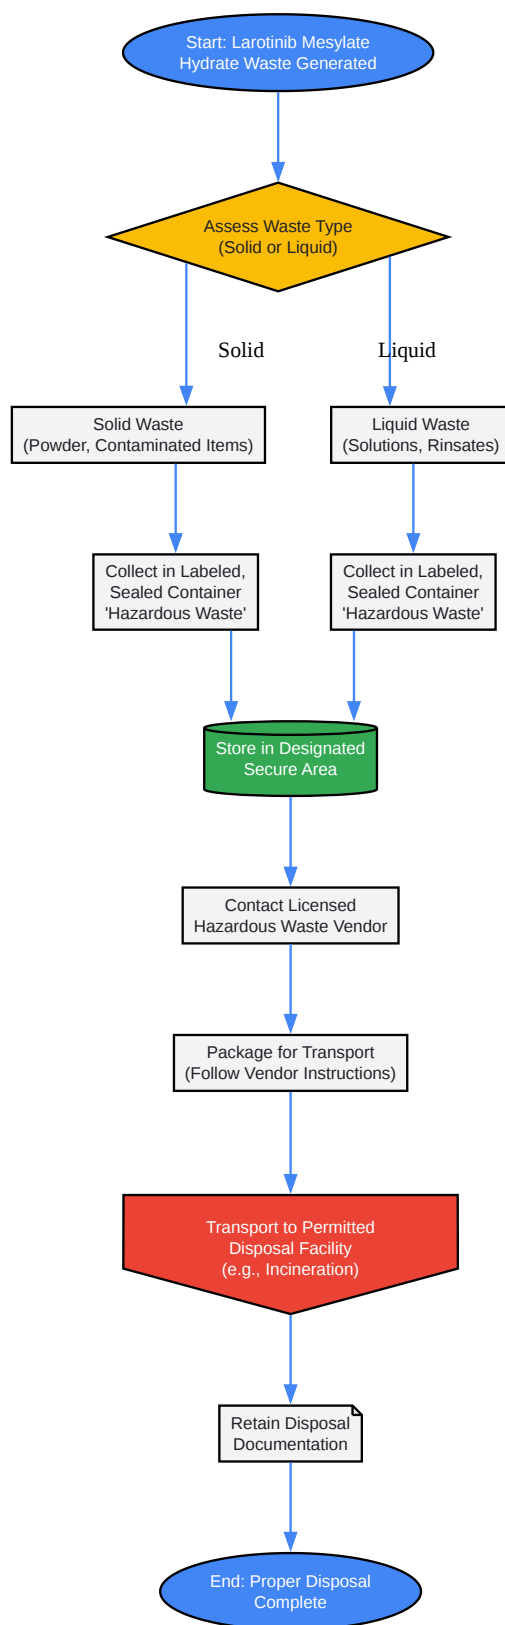 Start: Larotinib Mesylate
Hydrate Waste Generated
Assess Waste Type
(Solid or Liquid)
Solid
Liquid
Solid Waste
(Powder, Contaminated Items)
Liquid Waste
(Solutions, Rinsates)
Collect in Labeled,
Sealed Container
'Hazardous Waste'
Collect in Labeled,
Sealed Container
'Hazardous Waste'
Store in Designated
Secure Area
Contact Licensed
Hazardous Waste Vendor
Package for Transport
(Follow Vendor Instructions)
Transport to Permitted
Disposal Facility
(e.g., Incineration)
Retain Disposal
Documentation
End: Proper Disposal
Complete